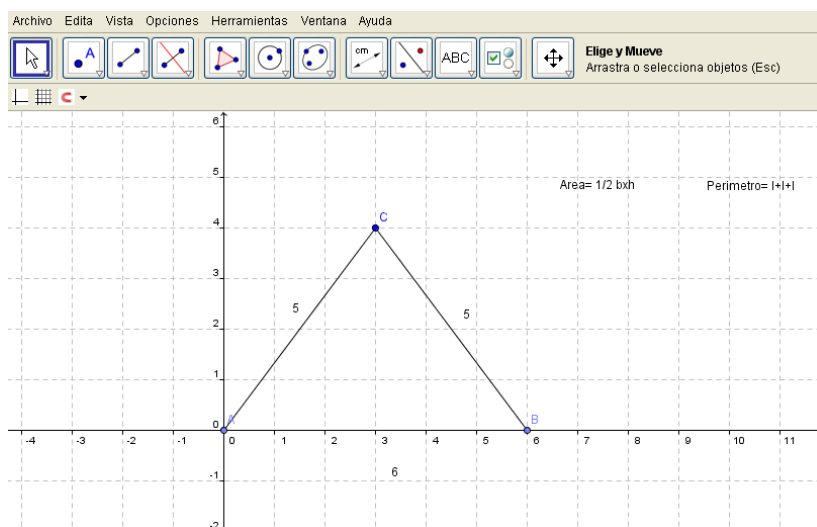 Archivo Edita Vista Opciones Herramientas Ventana Ayuda
A cm ABC
Elige y Mueve
Arrastra o selecciona objetos (Esc)
6
5
Area= 1/2 bxh Perimetro= l+l+l
4 C
3
5 5
2
1
0 A B
-4 -3 -2 -1 0 1 2 3 4 5 6 7 8 9 10 11
-1 6
-2